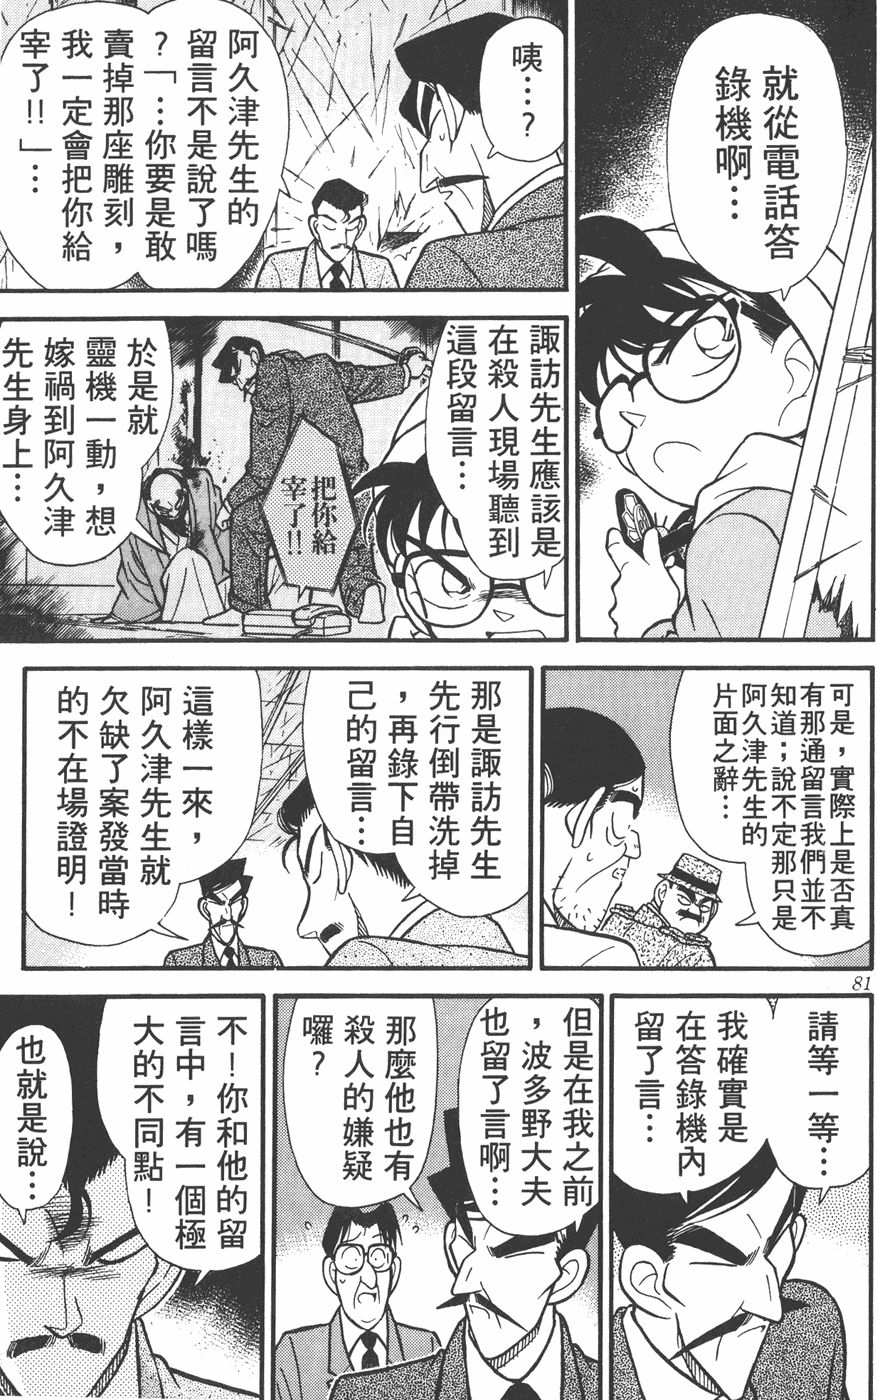 就從電話答
錄機啊…
咦…?
阿久津先生的
留言不是說了嗎
?「…你要是敢
賣掉那座雕刻，
我一定會把你給
宰了!!」…
諏訪先生應該是
在殺人現場聽到
這段留言…
把你給
宰了!!
於是就
靈機一動，想
嫁禍到阿久津
先生身上…
可是，實際上是否真
有那通留言我們並不
知道；說不定那只是
阿久津先生的
片面之辭…
那是諏訪先生
先行倒帶洗掉
，再錄下自
己的留言…
這樣一來，
阿久津先生就
欠缺了案發當時
的不在場證明!
81
請等一等…
我確實是
在答錄機內
留了言…
但是在我之前
，波多野大夫
也留了言啊…
那麼他也有
殺人的嫌疑
囉?
不!你和他的留
言中，有一個極
大的不同點!
也就是說…